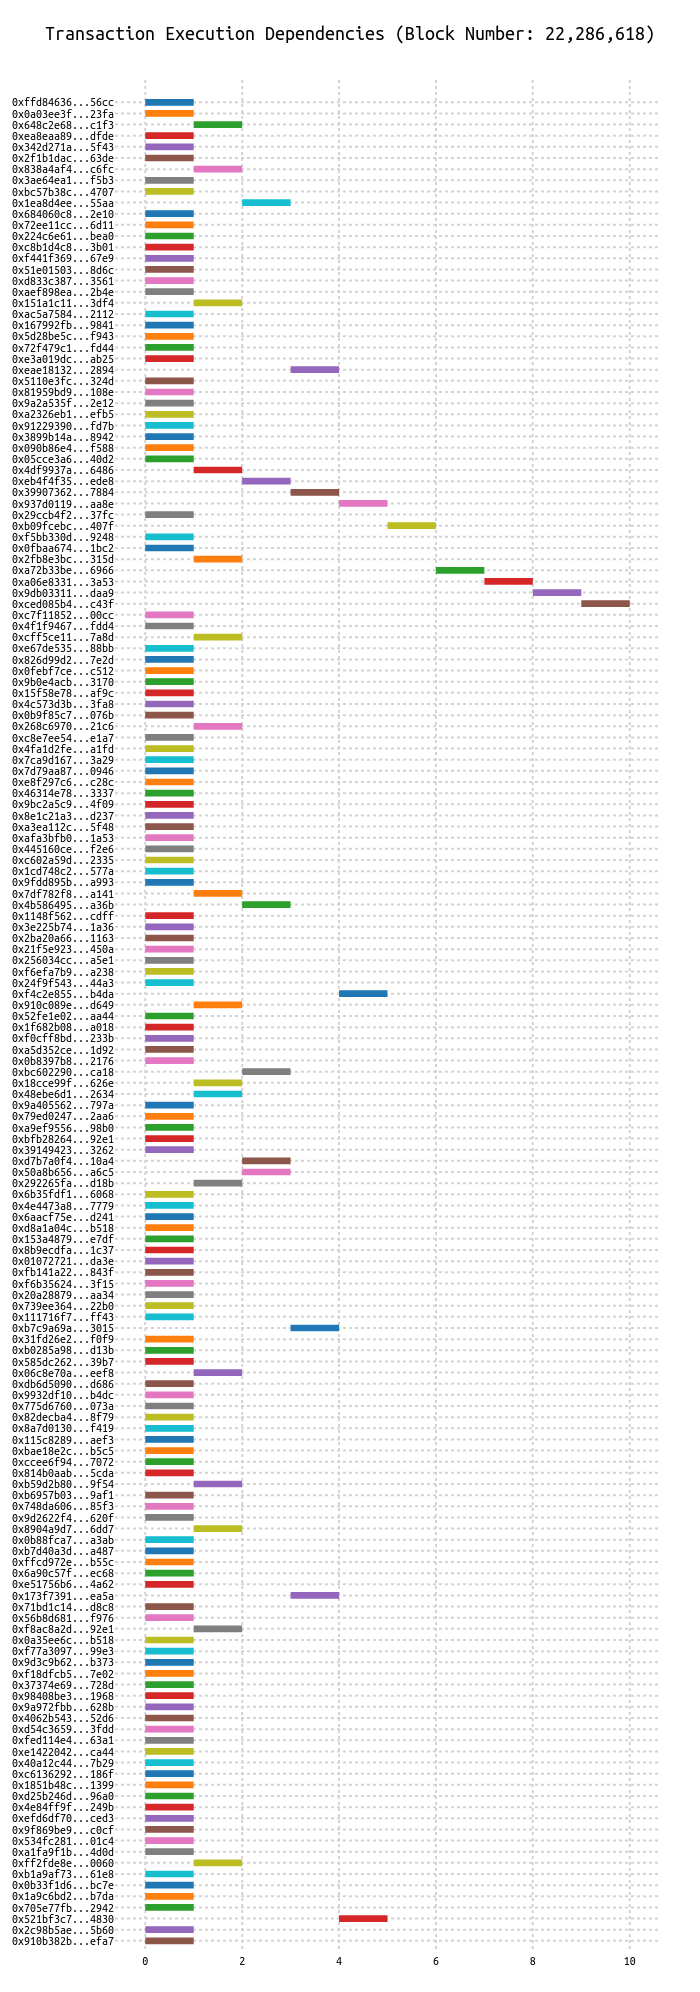 Transaction Execution Dependencies (Block Number: 22,286,618)
0xffd84636...56cc
0x0a03ee3f...23fa
0x648c2e68...c1f3
0xea8eaa89...dfde
0x342d271a...5f43
0x2f1b1dac...63de
0x838a4af4...c6fc
0x3ae64ea1...f5b3
0xbc57b38c...4707
0x1ea8d4ee...55aa
0x684060c8...2e10
0x72ee11cc...6d11
0x224c6e61...bea0
0xc8b1d4c8...3b01
0xf441f369...67e9
0x51e01503...8d6c
0xd833c387...3561
0xaef898ea...2b4e
0x151a1c11...3df4
0xac5a7584...2112
0x167992fb...9841
0x5d28be5c...f943
0x72f479c1...fd44
0xe3a019dc...ab25
0xeae18132...2894
0x5110e3fc...324d
0x81959bd9...108e
0x9a2a535f...2e12
0xa2326eb1...efb5
0x91229390...fd7b
0x3899b14a...8942
0x090b86e4...f588
0x05cce3a6...40d2
0x4df9937a...6486
0xeb4f4f35...ede8
0x39907362...7884
0x937d0119...aa8e
0x29ccb4f2...37fc
0xb09fcebc...407f
0xf5bb330d...9248
0x0fbaa674...1bc2
0x2fb8e3bc...315d
0xa72b33be...6966
0xa06e8331...3a53
0x9db03311...daa9
0xced085b4...c43f
0xc7f11852...00cc
0x4f1f9467...fdd4
0xcff5ce11...7a8d
0xe67de535...88bb
0x826d99d2...7e2d
0x0febf7ce...c512
0x9b0e4acb...3170
0x15f58e78...af9c
0x4c573d3b...3fa8
0x0b9f85c7...076b
0x268c6970...21c6
0xc8e7ee54...e1a7
0x4fa1d2fe...a1fd
0x7ca9d167...3a29
0x7d79aa87...0946
0xe8f297c6...c28c
0x46314e78...3337
0x9bc2a5c9...4f09
0x8e1c21a3...d237
0xa3ea112c...5f48
0xafa3bfb0...1a53
0x445160ce...f2e6
0xc602a59d...2335
0x1cd748c2...577a
0x9fdd895b...a993
0x7df782f8...a141
0x4b586495...a36b
0x1148f562...cdff
0x3e225b74...1a36
0x2ba20a66...1163
0x21f5e923...450a
0x256034cc...a5e1
0xf6efa7b9...a238
0x24f9f543...44a3
0xf4c2e855...b4da
0x910c089e...d649
0x52fe1e02...aa44
0x1f682b08...a018
0xf0cff8bd...233b
0xa5d352ce...1d92
0x0b8397b8...2176
0xbc602290...ca18
0x18cce99f...626e
0x48ebe6d1...2634
0x9a405562...797a
0x79ed0247...2aa6
0xa9ef9556...98b0
0xbfb28264...92e1
0x39149423...3262
0xd7b7a0f4...10a4
0x50a8b656...a6c5
0x292265fa...d18b
0x6b35fdf1...6068
0x4e4473a8...7779
0x6aacf75e...d241
0xd8a1a04c...b518
0x153a4879...e7df
0x8b9ecdfa...1c37
0x01072721...da3e
0xfb141a22...843f
0xf6b35624...3f15
0x20a28879...aa34
0x739ee364...22b0
0x111716f7...ff43
0xb7c9a69a...3015
0x31fd26e2...f0f9
0xb0285a98...d13b
0x585dc262...39b7
0x06c8e70a...eef8
0xdb6d5090...d686
0x9932df10...b4dc
0x775d6760...073a
0x82decba4...8f79
0x8a7d0130...f419
0x115c8289...aef3
0xbae18e2c...b5c5
0xccee6f94...7072
0x814b0aab...5cda
0xb59d2b80...9f54
0xb6957b03...9af1
0x748da606...85f3
0x9d2622f4...620f
0x8904a9d7...6dd7
0x0b88fca7...a3ab
0xb7d40a3d...a487
0xffcd972e...b55c
0x6a90c57f...ec68
0xe51756b6...4a62
0x173f7391...ea5a
0x71bd1c14...d8c8
0x56b8d681...f976
0xf8ac8a2d...92e1
0x0a35ee6c...b518
0xf77a3097...99e3
0x9d3c9b62...b373
0xf18dfcb5...7e02
0x37374e69...728d
0x98408be3...1968
0x9a972fbb...628b
0x4062b543...52d6
0xd54c3659...3fdd
0xfed114e4...63a1
0xe1422042...ca44
0x40a12c44...7b29
0xc6136292...186f
0x1851b48c...1399
0xd25b246d...96a0
0x4e84ff9f...249b
0xefd6df70...ced3
0x9f869be9...c0cf
0x534fc281...01c4
0xa1fa9f1b...4d0d
0xff2fde8e...0060
0xb1a9af73...61e8
0x0b33f1d6...bc7e
0x1a9c6bd2...b7da
0x705e77fb...2942
0x521bf3c7...4830
0x2c98b5ae...5b60
0x910b382b...efa7
0 2 4 6 8 10